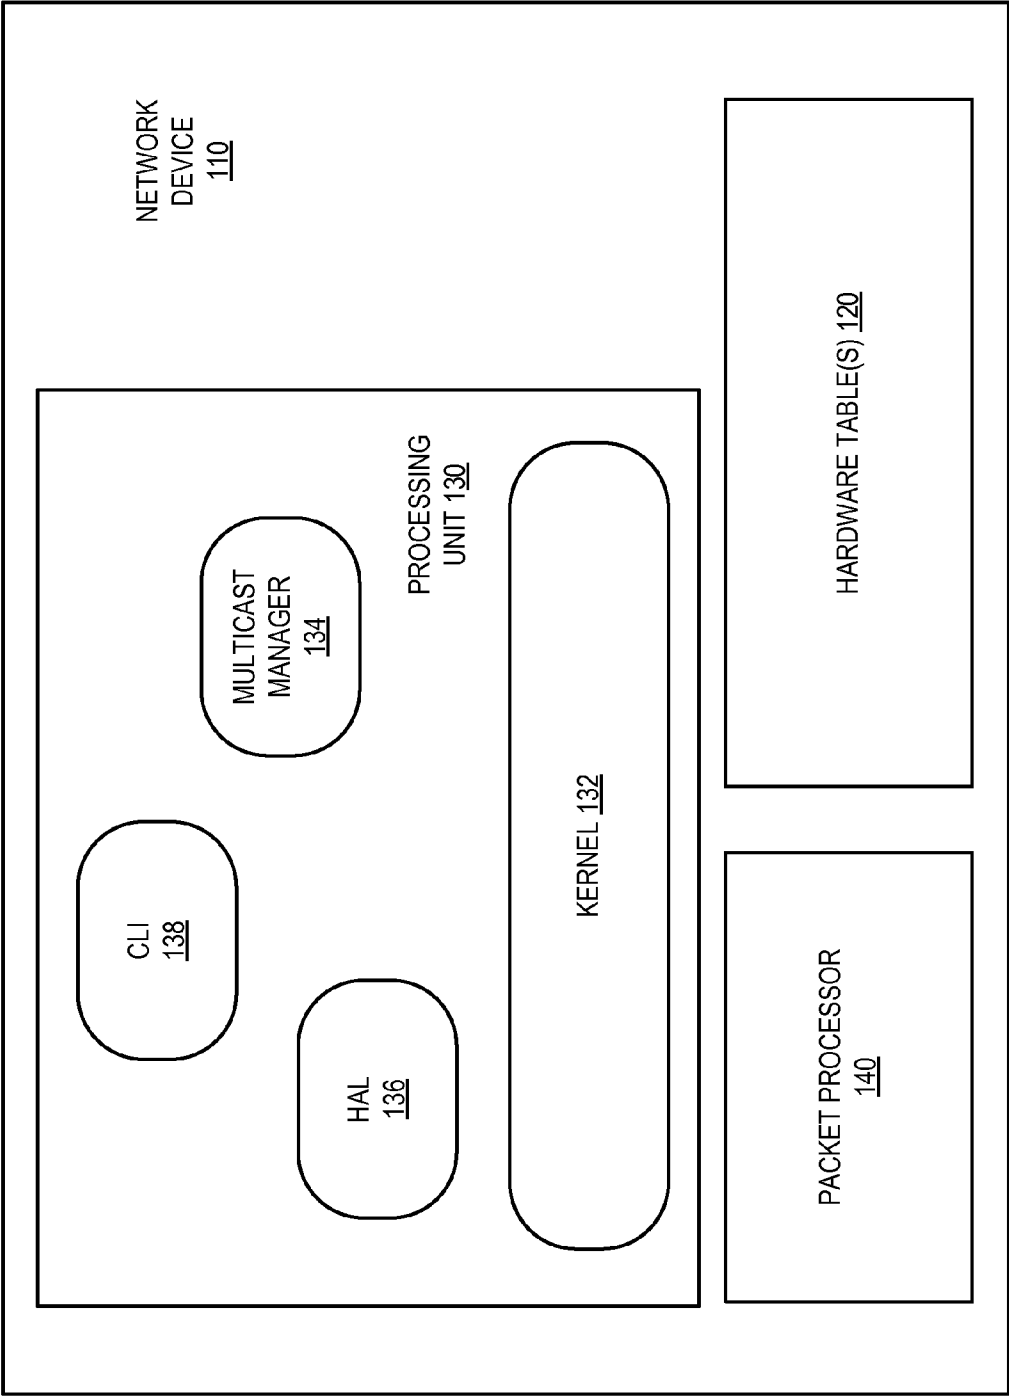 NETWORK
DEVICE
110
CLI
138
MULTICAST
MANAGER
134
HAL
136
PROCESSING
UNIT 130
KERNEL 132
PACKET PROCESSOR
140
HARDWARE TABLE(S) 120